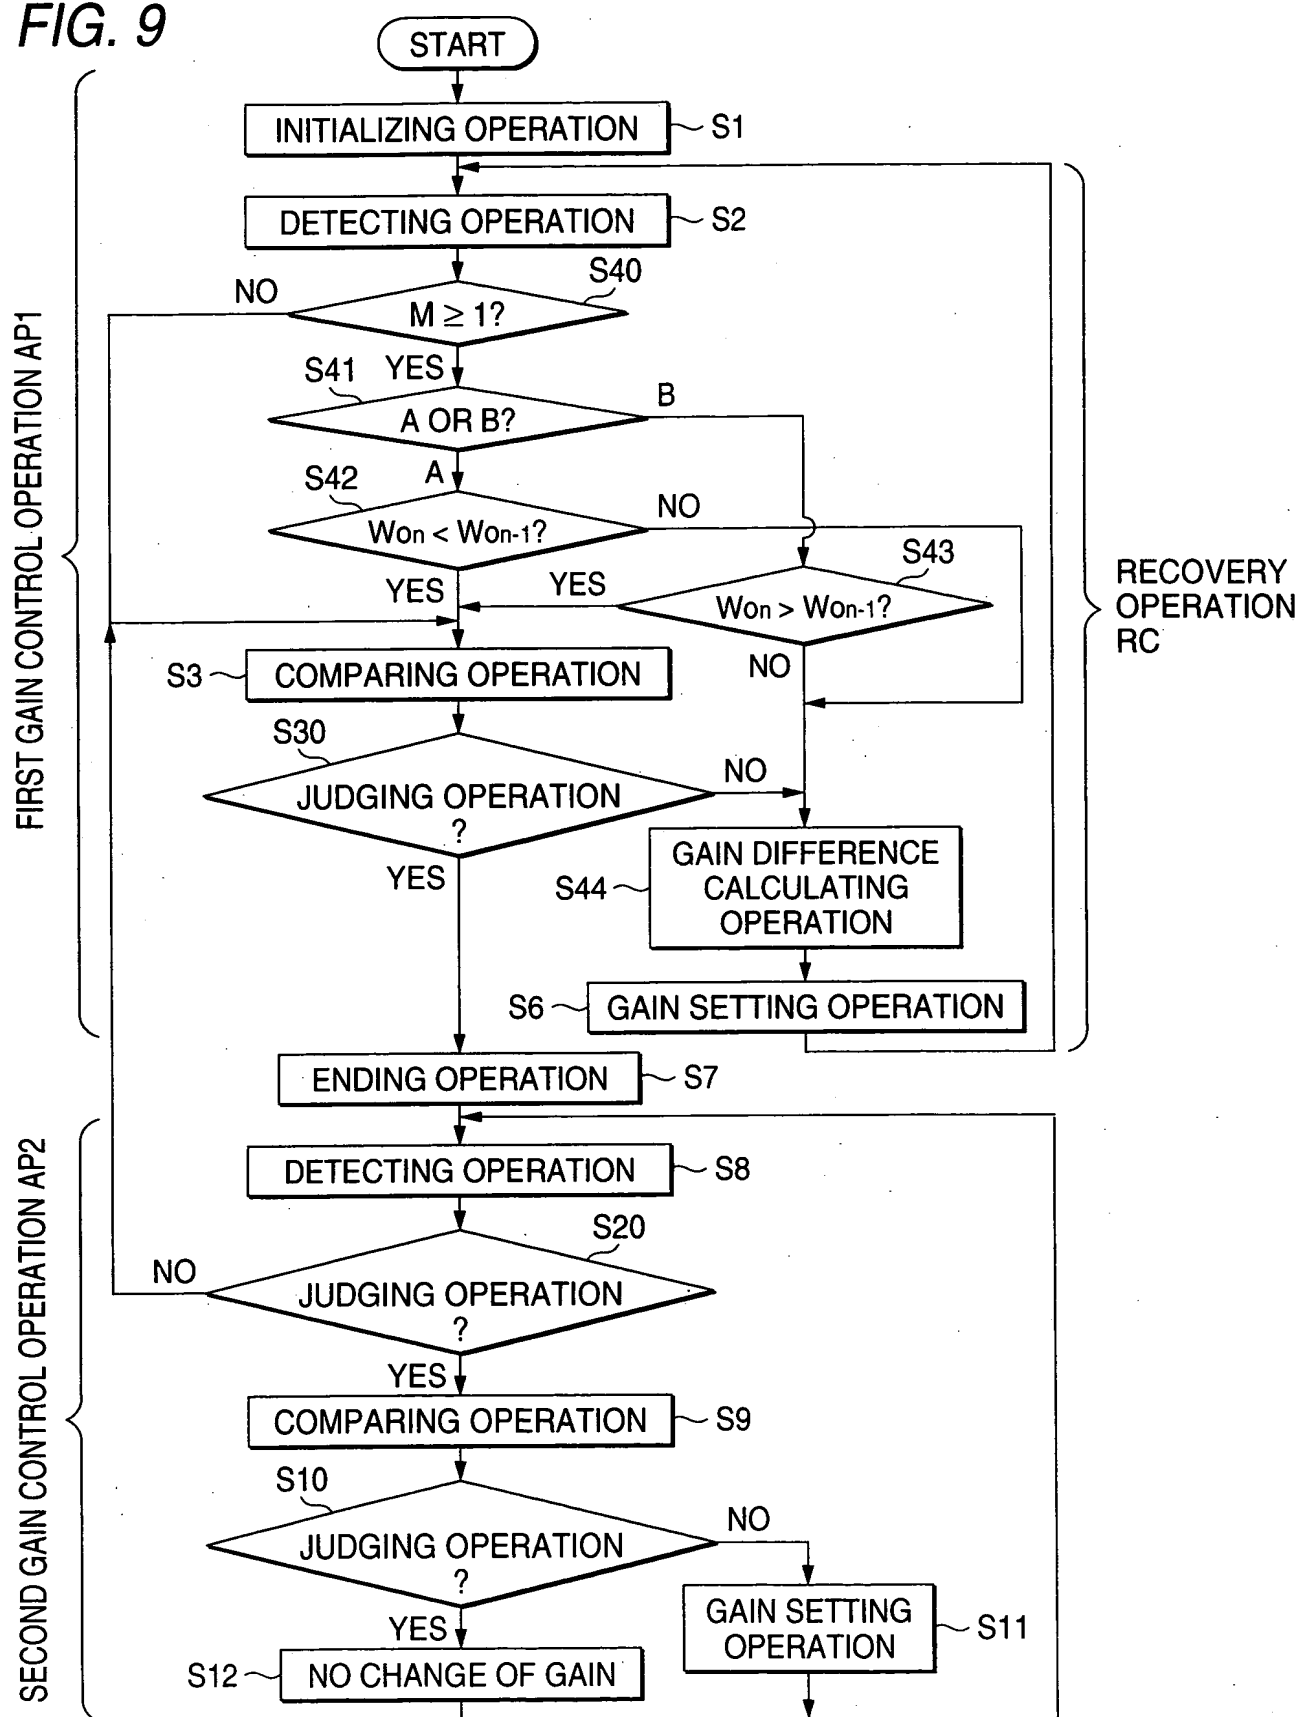 FIG. 9
START
INITIALIZING OPERATION
S1
DETECTING OPERATION
S2
S40
NO
M ≥ 1?
YES
S41
A OR B?
B
A
S42
Won < Won-1?
NO
S43
YES
YES
Won > Won-1?
NO
S3
COMPARING OPERATION
S30
JUDGING OPERATION
?
NO
YES
S44
GAIN DIFFERENCE
CALCULATING
OPERATION
S6
GAIN SETTING OPERATION
FIRST GAIN CONTROL OPERATION AP1
RECOVERY
OPERATION
RC
ENDING OPERATION
S7
DETECTING OPERATION
S8
S20
NO
JUDGING OPERATION
?
YES
COMPARING OPERATION
S9
S10
JUDGING OPERATION
?
NO
YES
GAIN SETTING
OPERATION
S11
S12
NO CHANGE OF GAIN
SECOND GAIN CONTROL OPERATION AP2